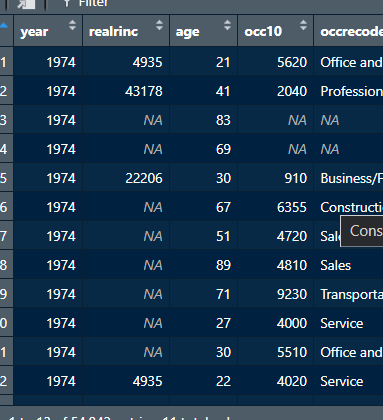 Filter
year realrinc age occ10 occrecode
1 1974 4935 21 5620 Office and
2 1974 43178 41 2040 Profession
3 1974 NA 83 NA NA
4 1974 NA 69 NA NA
5 1974 22206 30 910 Business/F
6 1974 NA 67 6355 Constructi
7 1974 NA 51 4720 Sale Cons
8 1974 NA 89 4810 Sales
9 1974 NA 71 9230 Transporta
0 1974 NA 27 4000 Service
1 1974 NA 30 5510 Office and
2 1974 4935 22 4020 Service